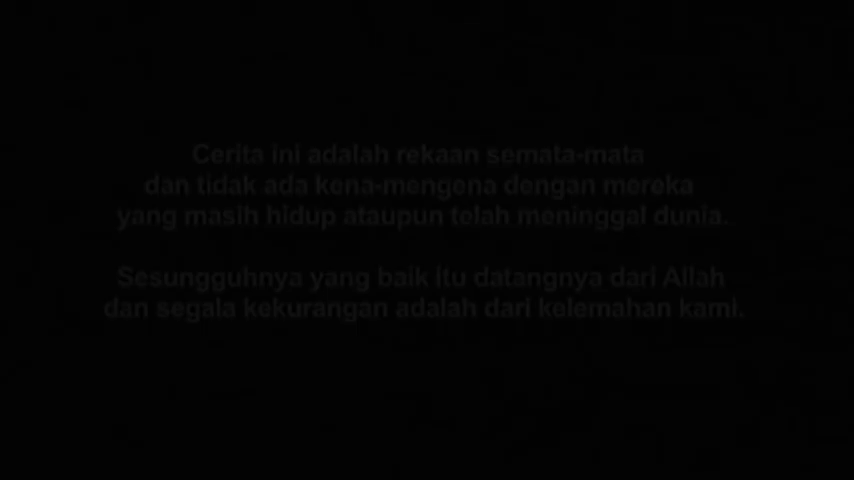 Cerita ini adalah rekaan semata-mata
dan tidak ada kena-mengena dengan mereka
yang masih hidup ataupun telah meninggal dunia.
Sesungguhnya yang baik itu datangnya dari Allah
dan segala kekurangan adalah dari kelemahan kami.